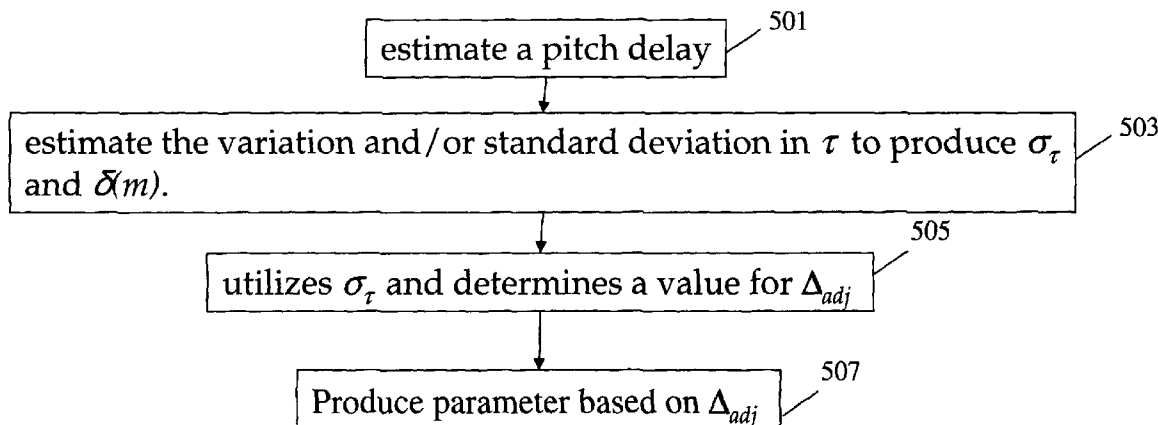 501
estimate a pitch delay
503
estimate the variation and/or standard deviation in τ to produce σ_τ
and δ(m).
505
utilizes σ_τ and determines a value for Δ_adj
507
Produce parameter based on Δ_adj